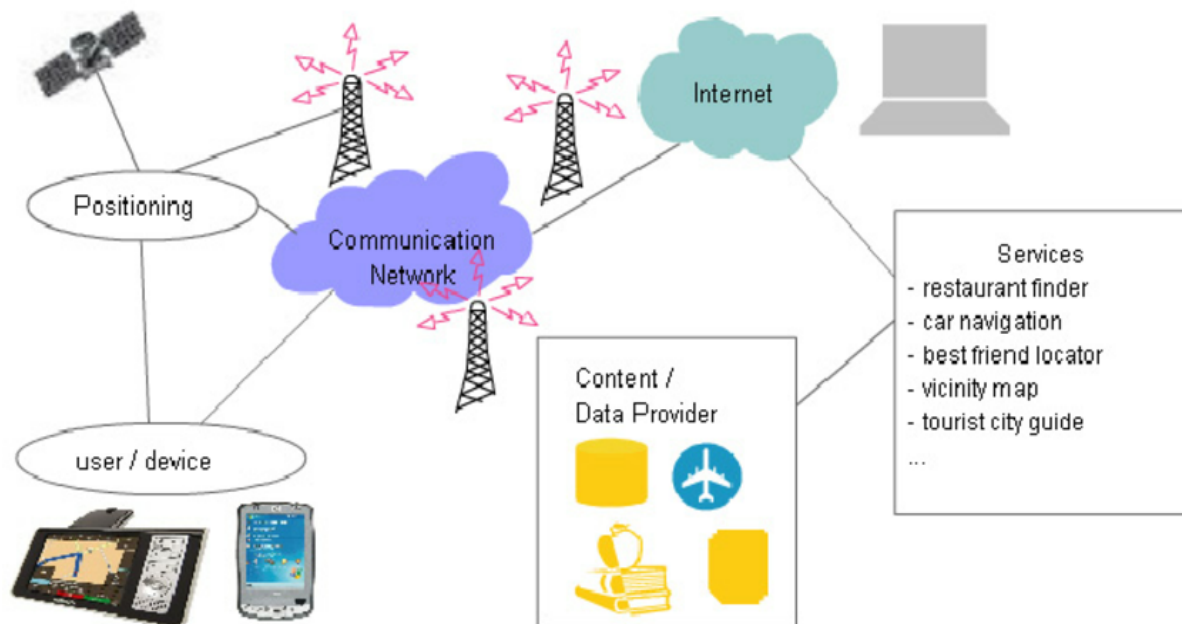 Internet
Positioning
Communication
Network
Services
- restaurant finder
- car navigation
- best friend locator
- vicinity map
- tourist city guide
...
Content /
Data Provider
user / device